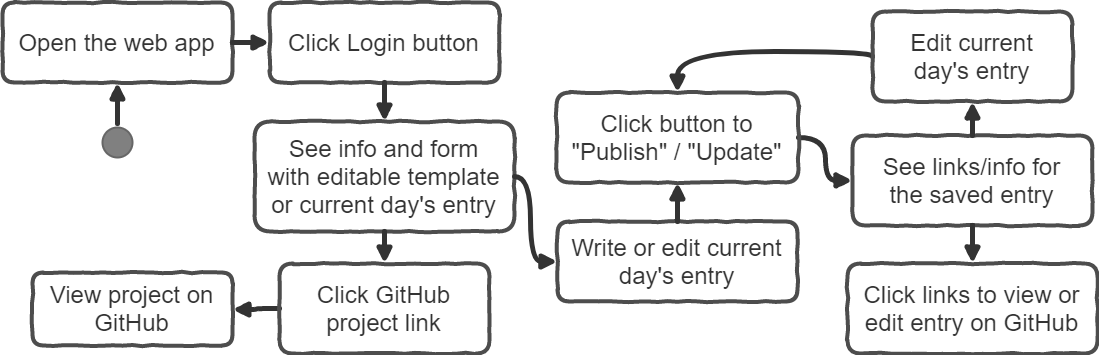 Open the web app
Click Login button
See info and form
with editable template
or current day's entry
Click GitHub
project link
View project on
GitHub
Write or edit current
day's entry
Click button to
"Publish" / "Update"
See links/info for
the saved entry
Edit current
day's entry
Click links to view or
edit entry on GitHub